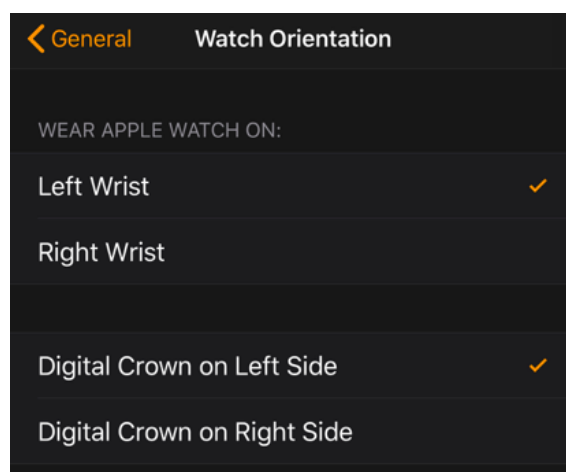 General Watch Orientation
WEAR APPLE WATCH ON:
Left Wrist
Right Wrist
Digital Crown on Left Side
Digital Crown on Right Side